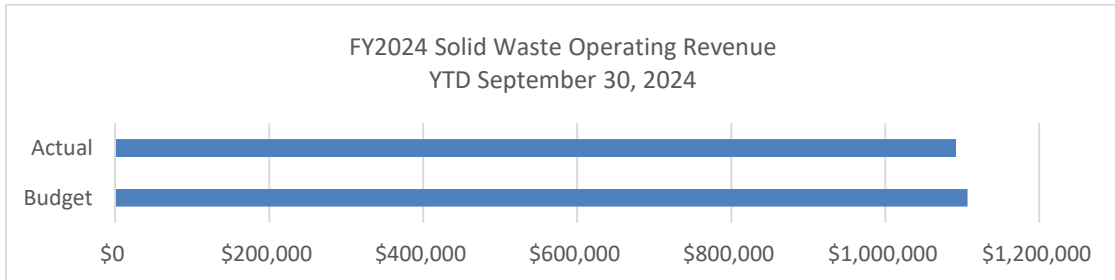 FY2024 Solid Waste Operating Revenue
YTD September 30, 2024
Actual
Budget
$0 $200,000 $400,000 $600,000 $800,000 $1,000,000 $1,200,000